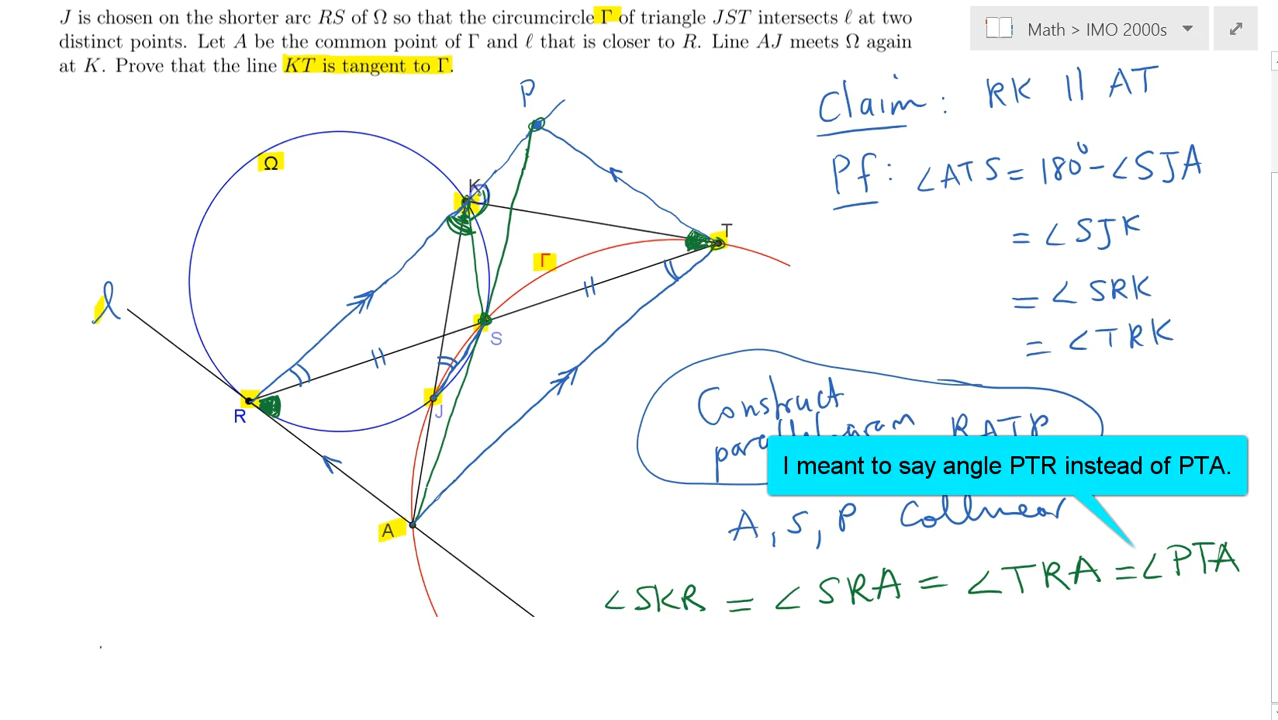 J is chosen on the shorter arc RS of Ω so that the circumcircle Γ of triangle JST intersects ℓ at two
distinct points. Let A be the common point of Γ and ℓ that is closer to R. Line AJ meets Ω again
at K. Prove that the line KT is tangent to Γ.
Math > IMO 2000s
Claim: RK || AT
Pf: ∠ATS = 180° - ∠SJA
= ∠SJK
= ∠SRK
= ∠TRK
Construct
parallelogram RATP
I meant to say angle PTR instead of PTA.
A, S, P Collinear
∠SKR = ∠SRA = ∠TRA = ∠PTA
P
Ω
K
T
Γ
ℓ
S
R
J
A